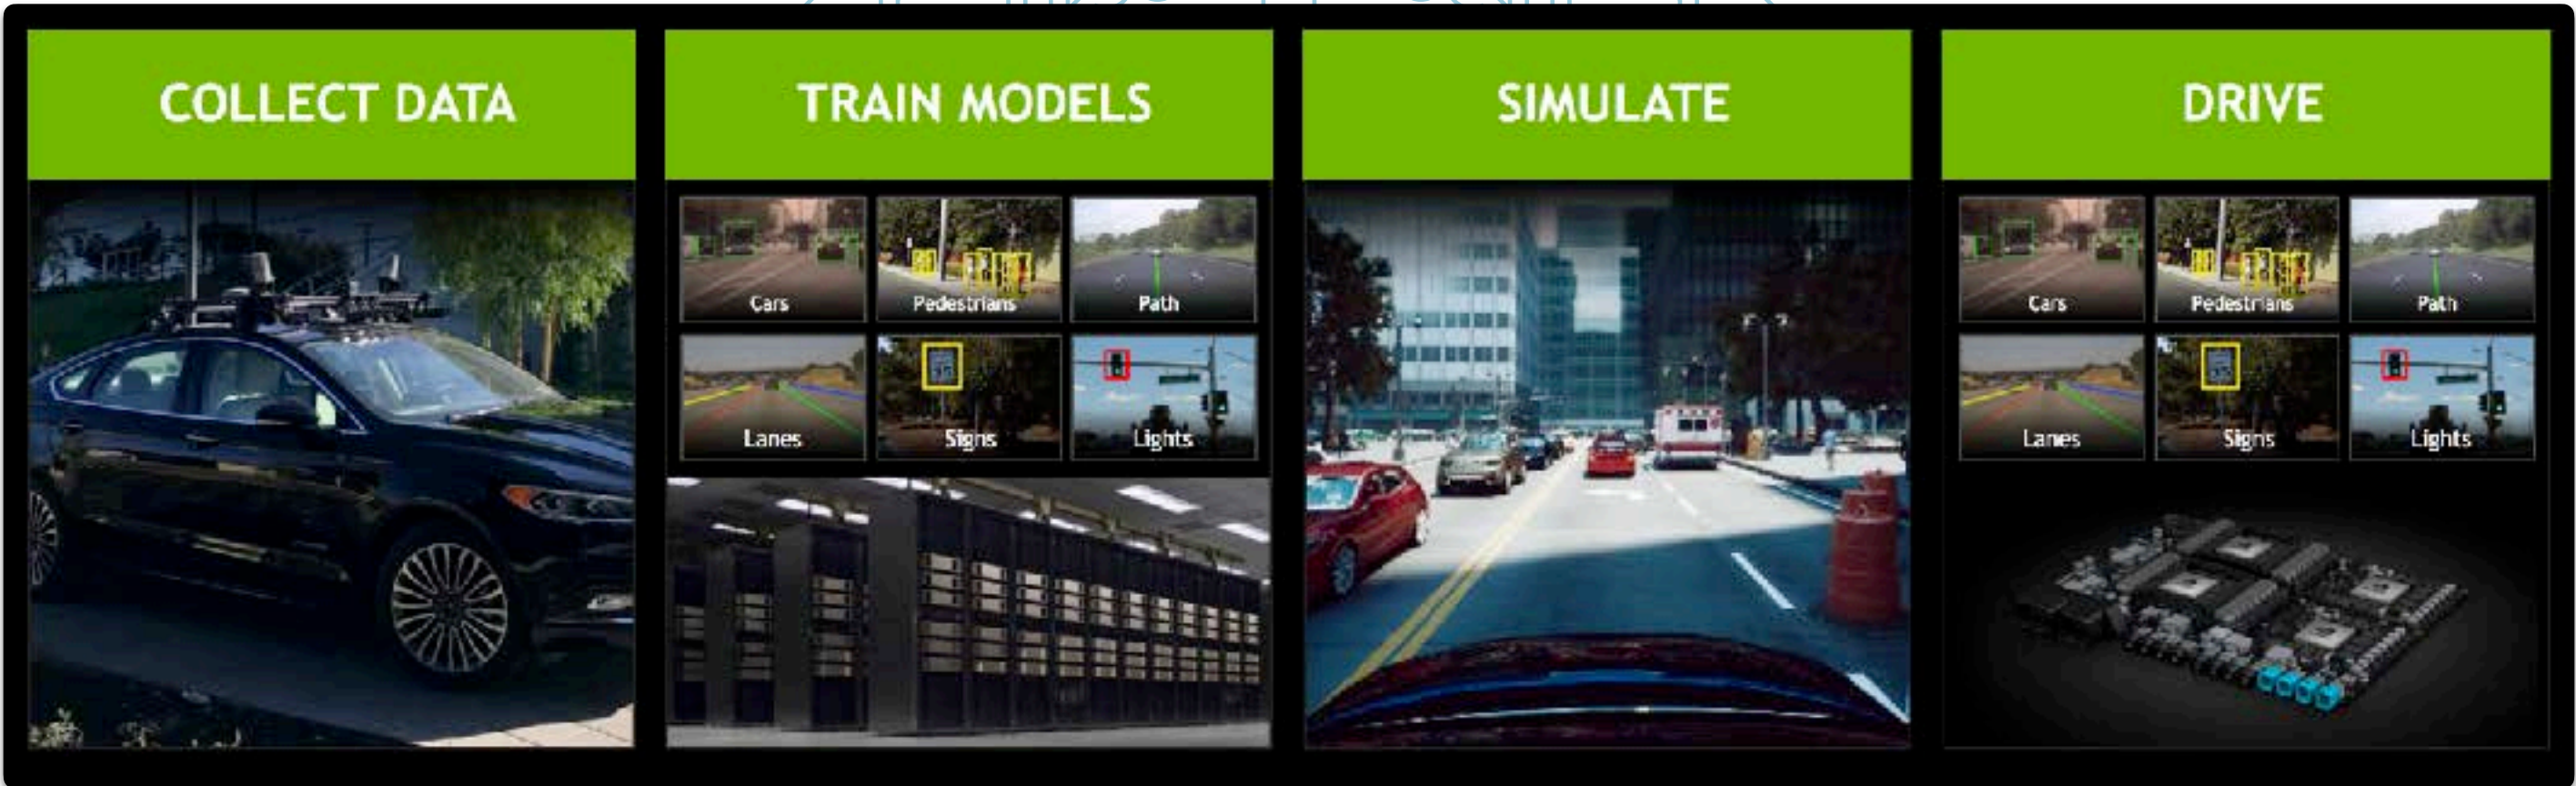 COLLECT DATA
TRAIN MODELS
Cars
Pedestrians
Path
Lanes
Signs
Lights
SIMULATE
DRIVE
Cars
Pedestrians
Path
Lanes
Signs
Lights